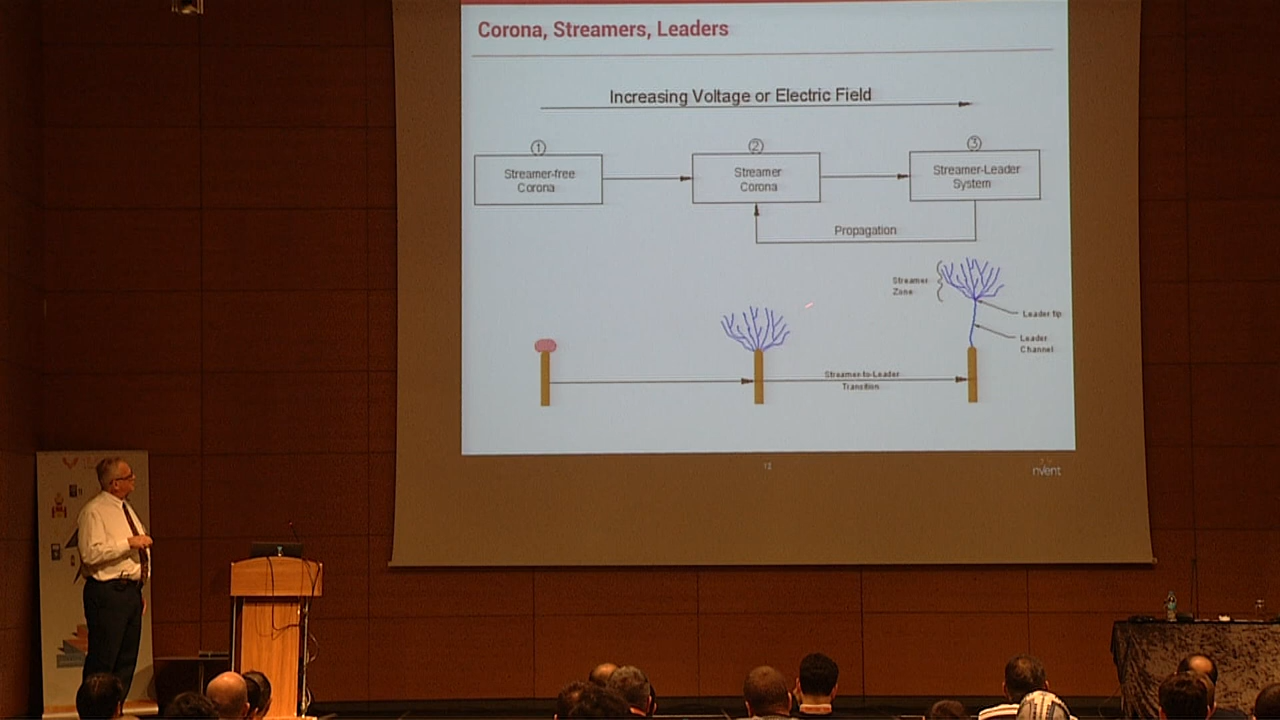 Corona, Streamers, Leaders
Increasing Voltage or Electric Field
1
2
3
Streamer-free
Corona
Streamer
Corona
Streamer-Leader
System
Propagation
Streamer
Zone
Leader tip
Leader
Channel
Streamer-to-Leader
Transition
12
nvent